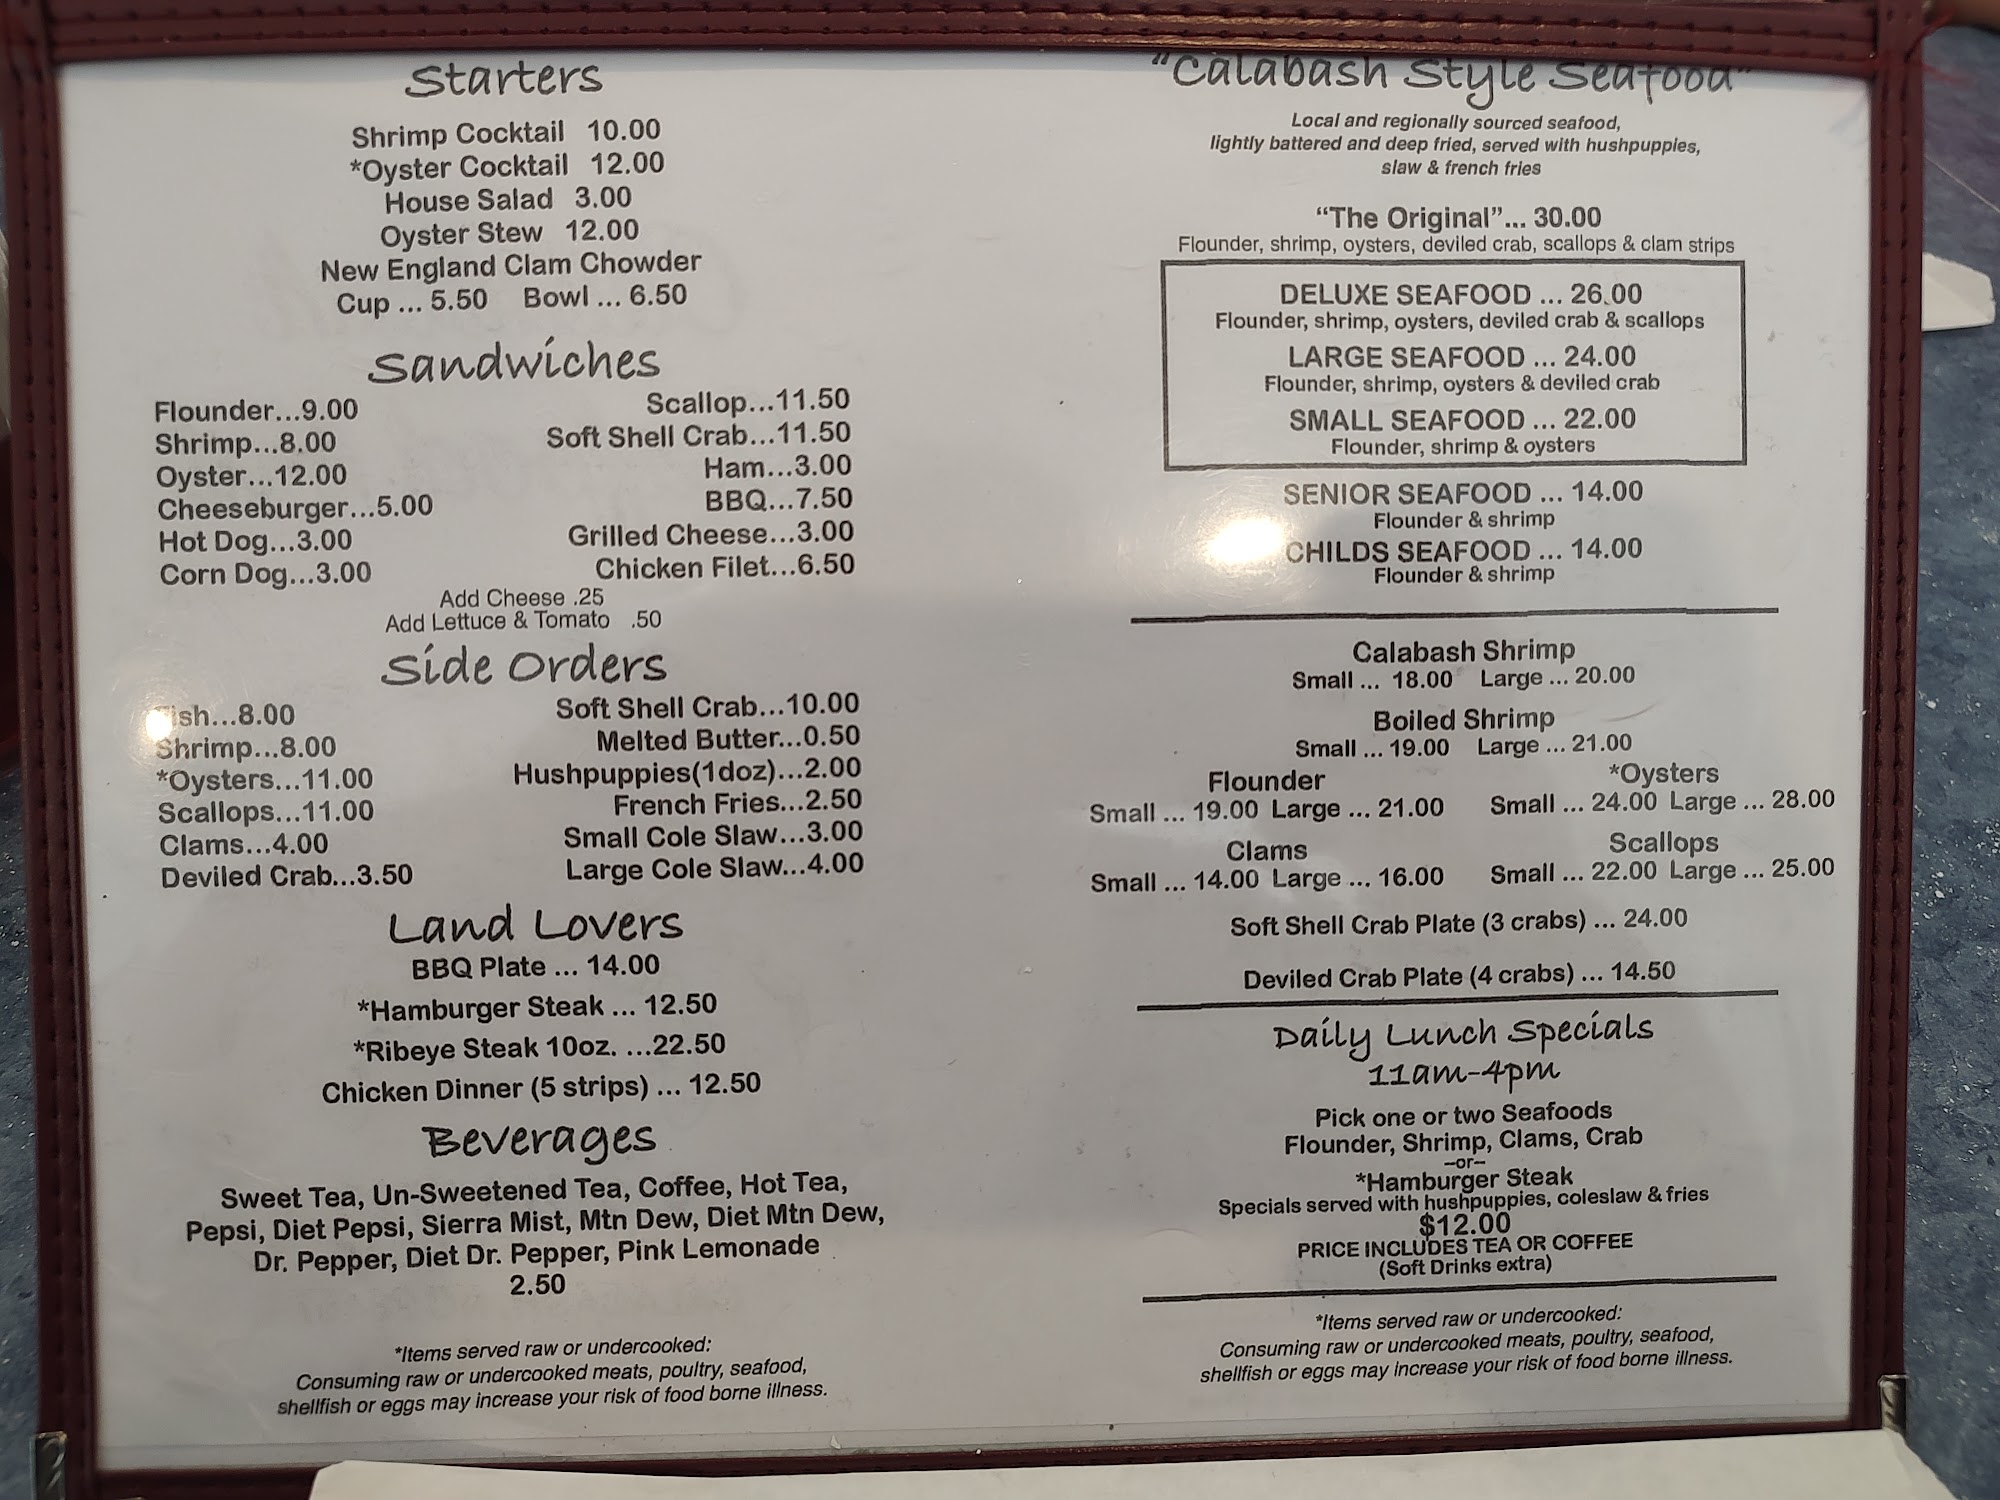 Starters
Shrimp Cocktail 10.00
*Oyster Cocktail 12.00
House Salad 3.00
Oyster Stew 12.00
New England Clam Chowder
Cup ... 5.50 Bowl ... 6.50
Sandwiches
Flounder...9.00
Shrimp...8.00
Oyster...12.00
Cheeseburger...5.00
Hot Dog...3.00
Corn Dog...3.00
Scallop...11.50
Soft Shell Crab...11.50
Ham...3.00
BBQ...7.50
Grilled Cheese...3.00
Chicken Filet...6.50
Add Cheese .25
Add Lettuce & Tomato .50
Side Orders
Fish...8.00
Shrimp...8.00
*Oysters...11.00
Scallops...11.00
Clams...4.00
Deviled Crab...3.50
Soft Shell Crab...10.00
Melted Butter...0.50
Hushpuppies(1doz)...2.00
French Fries...2.50
Small Cole Slaw...3.00
Large Cole Slaw...4.00
Land Lovers
BBQ Plate ... 14.00
*Hamburger Steak ... 12.50
*Ribeye Steak 10oz. ...22.50
Chicken Dinner (5 strips) ... 12.50
Beverages
Sweet Tea, Un-Sweetened Tea, Coffee, Hot Tea,
Pepsi, Diet Pepsi, Sierra Mist, Mtn Dew, Diet Mtn Dew,
Dr. Pepper, Diet Dr. Pepper, Pink Lemonade
2.50
*Items served raw or undercooked:
Consuming raw or undercooked meats, poultry, seafood,
shellfish or eggs may increase your risk of food borne illness.
"Calabash Style Seafood"
Local and regionally sourced seafood,
lightly battered and deep fried, served with hushpuppies,
slaw & french fries
“The Original”... 30.00
Flounder, shrimp, oysters, deviled crab, scallops & clam strips
DELUXE SEAFOOD ... 26.00
Flounder, shrimp, oysters, deviled crab & scallops
LARGE SEAFOOD ... 24.00
Flounder, shrimp, oysters & deviled crab
SMALL SEAFOOD ... 22.00
Flounder, shrimp & oysters
SENIOR SEAFOOD ... 14.00
Flounder & shrimp
CHILDS SEAFOOD ... 14.00
Flounder & shrimp
Calabash Shrimp
Small ... 18.00 Large ... 20.00
Boiled Shrimp
Small ... 19.00 Large ... 21.00
Flounder
Small ... 19.00 Large ... 21.00
*Oysters
Small ... 24.00 Large ... 28.00
Clams
Small ... 14.00 Large ... 16.00
Scallops
Small ... 22.00 Large ... 25.00
Soft Shell Crab Plate (3 crabs) ... 24.00
Deviled Crab Plate (4 crabs) ... 14.50
Daily Lunch Specials
11am-4pm
Pick one or two Seafoods
Flounder, Shrimp, Clams, Crab
--or--
*Hamburger Steak
Specials served with hushpuppies, coleslaw & fries
$12.00
PRICE INCLUDES TEA OR COFFEE
(Soft Drinks extra)
*Items served raw or undercooked:
Consuming raw or undercooked meats, poultry, seafood,
shellfish or eggs may increase your risk of food borne illness.